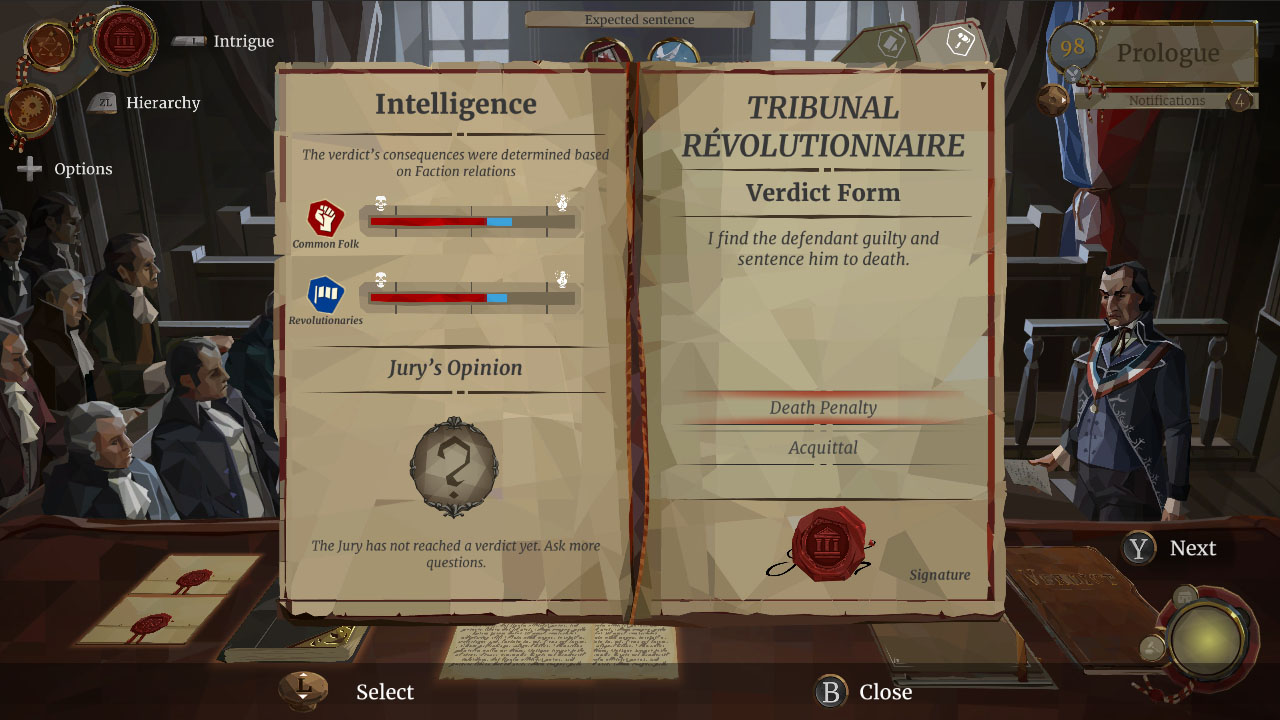 Expected sentence
L Intrigue
ZL Hierarchy
Options
98
Prologue
Notifications 4
Intelligence
The verdict's consequences were determined based
on Faction relations
Common Folk
Revolutionaries
Jury's Opinion
?
The Jury has not reached a verdict yet. Ask more
questions.
TRIBUNAL
RÉVOLUTIONNAIRE
Verdict Form
I find the defendant guilty and
sentence him to death.
Death Penalty
Acquittal
Signature
Y Next
VERDICT
L Select
B Close